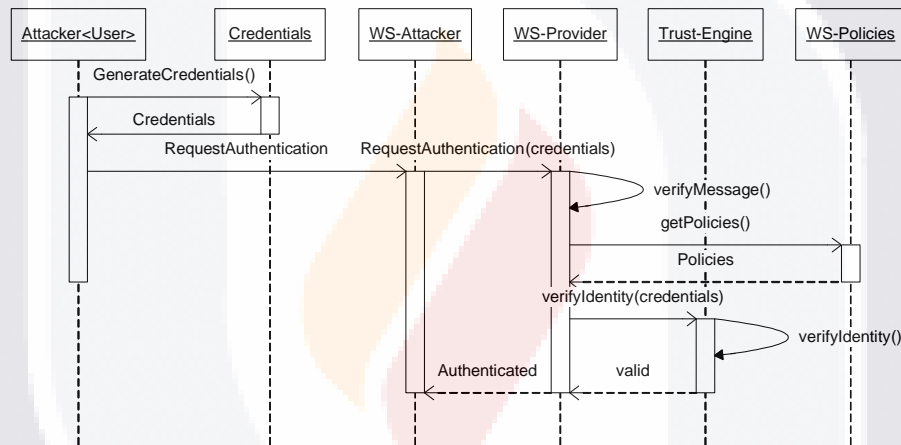 Attacker<User>
Credentials
WS-Attacker
WS-Provider
Trust-Engine
WS-Policies
GenerateCredentials()
Credentials
RequestAuthentication
RequestAuthentication(credentials)
verifyMessage()
getPolicies()
Policies
verifyIdentity(credentials)
verifyIdentity()
Authenticated
valid